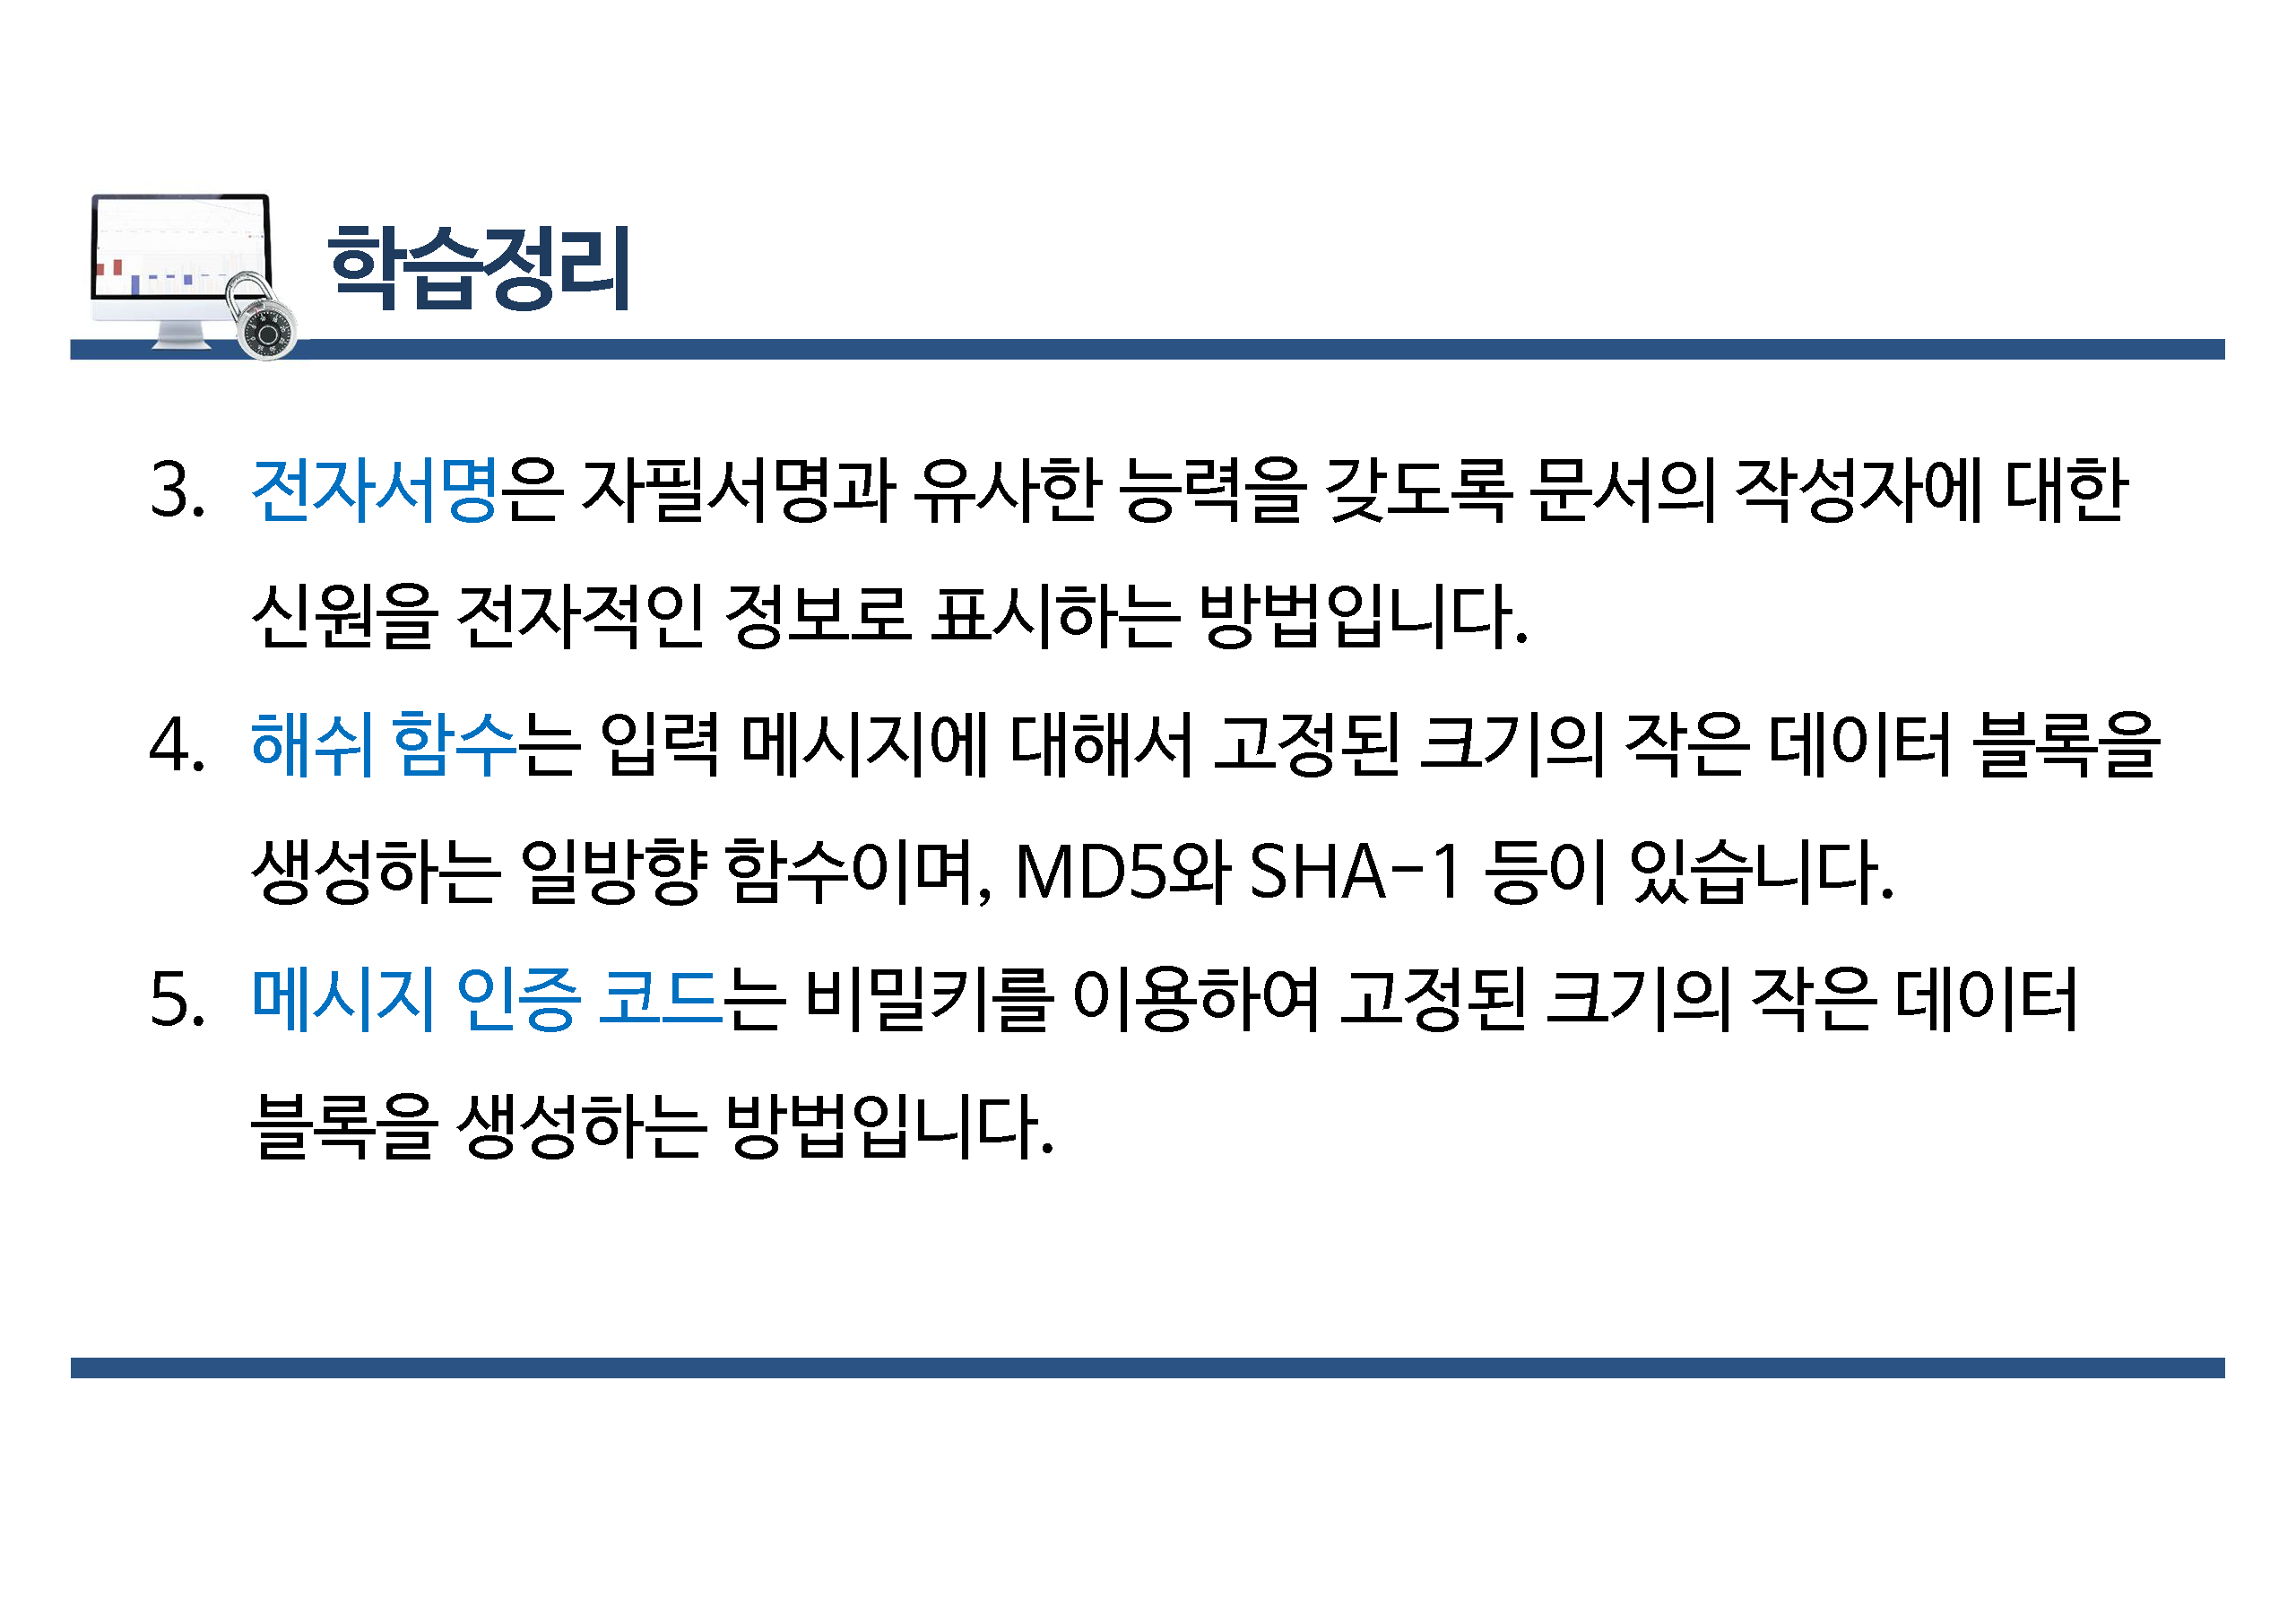 학습정리
3. 전자서명은 자필서명과 유사한 능력을 갖도록 문서의 작성자에 대한
신원을 전자적인 정보로 표시하는 방법입니다.
4. 해쉬 함수는 입력 메시지에 대해서 고정된 크기의 작은 데이터 블록을
생성하는 일방향 함수이며, MD5와 SHA-1 등이 있습니다.
5. 메시지 인증 코드는 비밀키를 이용하여 고정된 크기의 작은 데이터
블록을 생성하는 방법입니다.